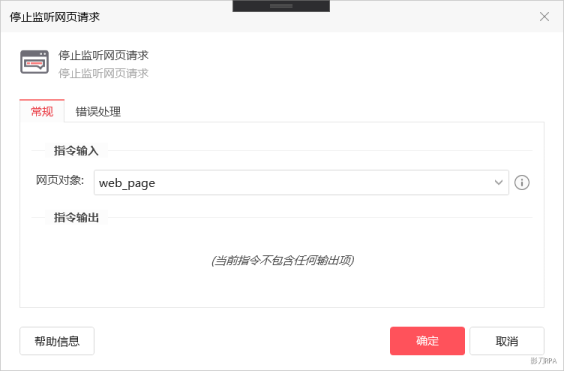 停止监听网页请求
停止监听网页请求
停止监听网页请求
常规 错误处理
指令输入
网页对象: web_page
指令输出
(当前指令不包含任何输出项)
帮助信息 确定 取消
影刀RPA